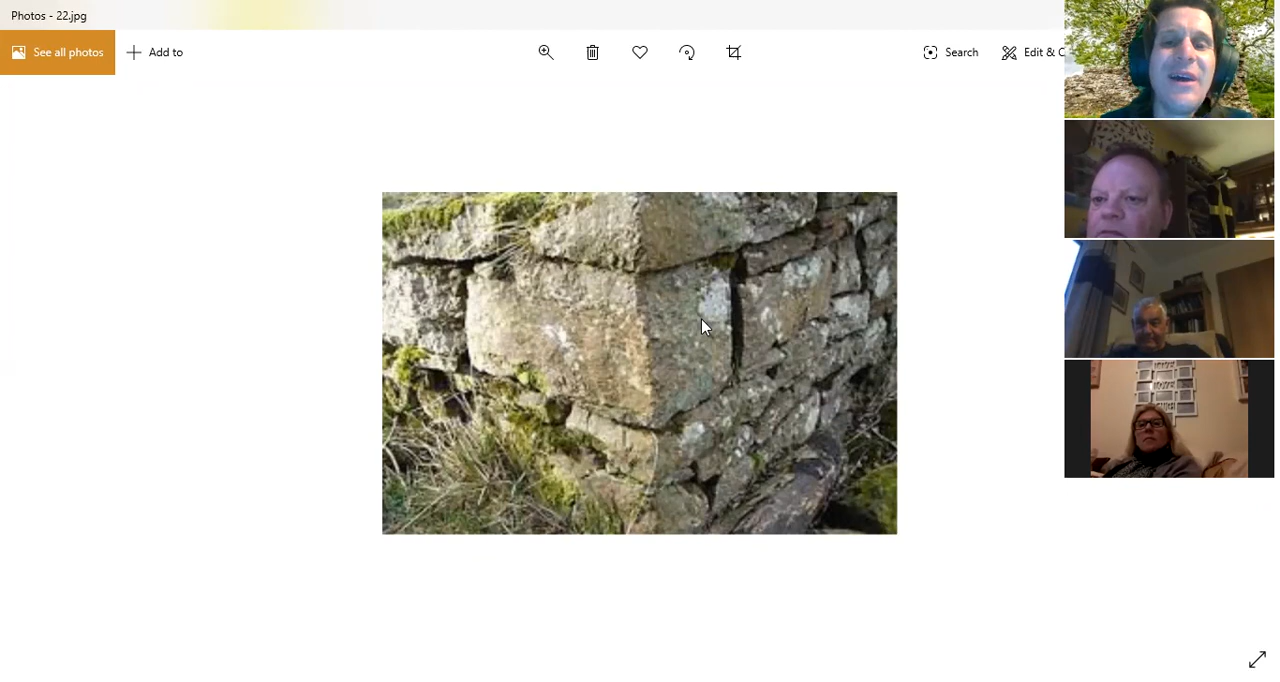 Photos - 22.jpg
See all photos
Add to
Search
Edit & C